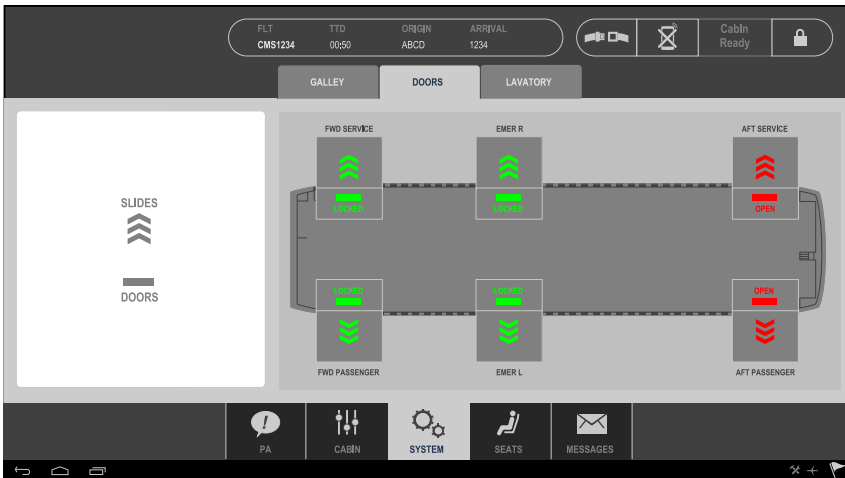 FLT TTD ORIGIN ARRIVAL
CMS1234 00:50 ABCD 1234
Cabin
Ready
GALLEY DOORS LAVATORY
FWD SERVICE EMER R AFT SERVICE
LOCKED LOCKED OPEN
SLIDES
DOORS
LOCKED LOCKED OPEN
FWD PASSENGER EMER L AFT PASSENGER
PA CABIN SYSTEM SEATS MESSAGES